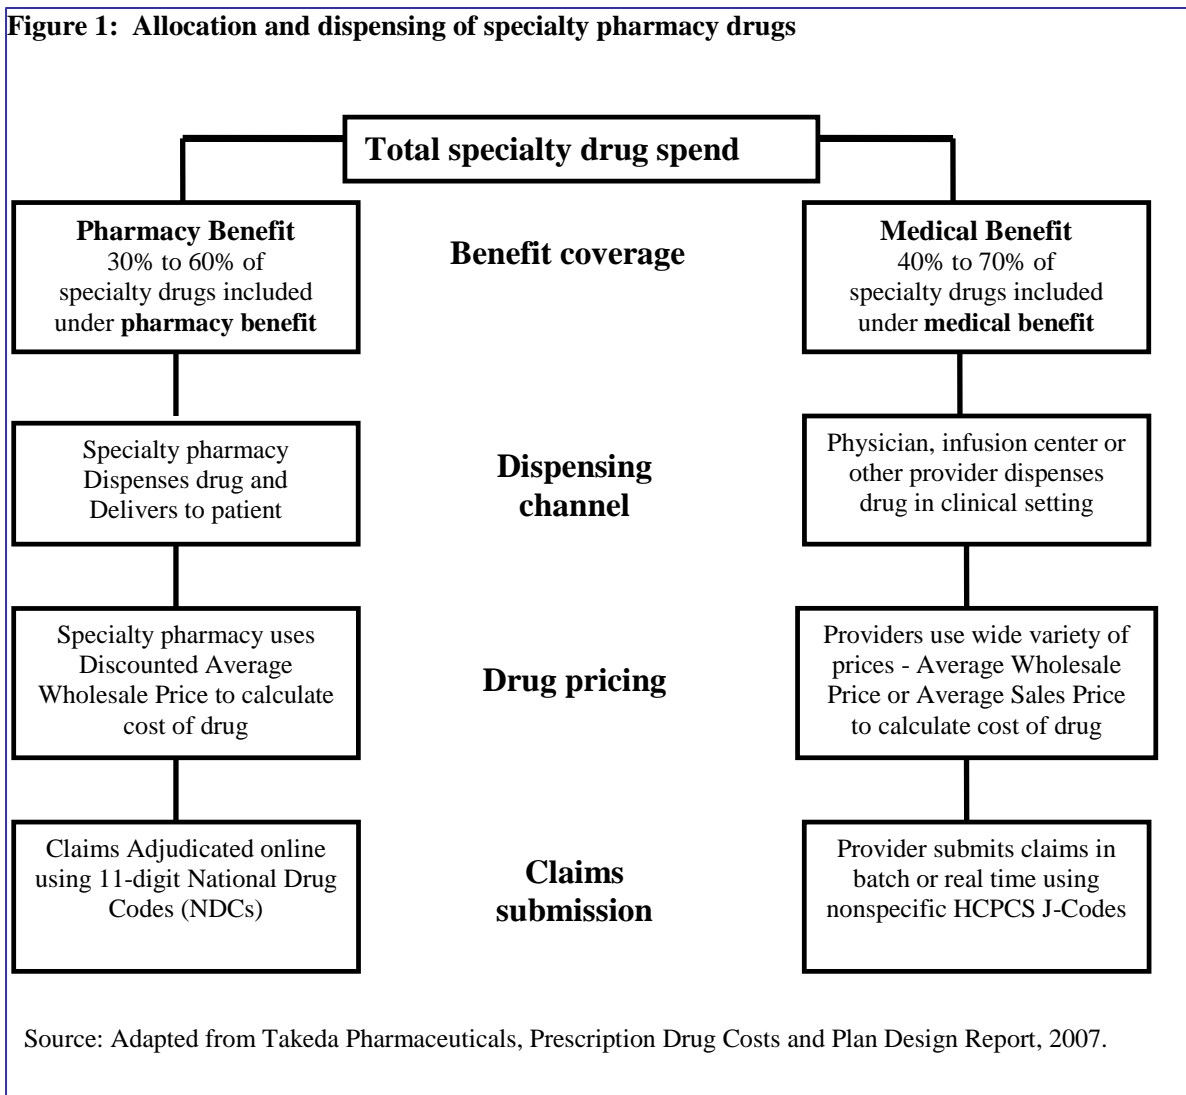 Figure 1:  Allocation and dispensing of specialty pharmacy drugs
Total specialty drug spend
Pharmacy Benefit
30% to 60% of
specialty drugs included
under pharmacy benefit
Benefit coverage
Medical Benefit
40% to 70% of
specialty drugs included
under medical benefit
Specialty pharmacy
Dispenses drug and
Delivers to patient
Dispensing
channel
Physician, infusion center or
other provider dispenses
drug in clinical setting
Specialty pharmacy uses
Discounted Average
Wholesale Price to calculate
cost of drug
Drug pricing
Providers use wide variety of
prices - Average Wholesale
Price or Average Sales Price
to calculate cost of drug
Claims Adjudicated online
using 11-digit National Drug
Codes (NDCs)
Claims
submission
Provider submits claims in
batch or real time using
nonspecific HCPCS J-Codes
Source: Adapted from Takeda Pharmaceuticals, Prescription Drug Costs and Plan Design Report, 2007.